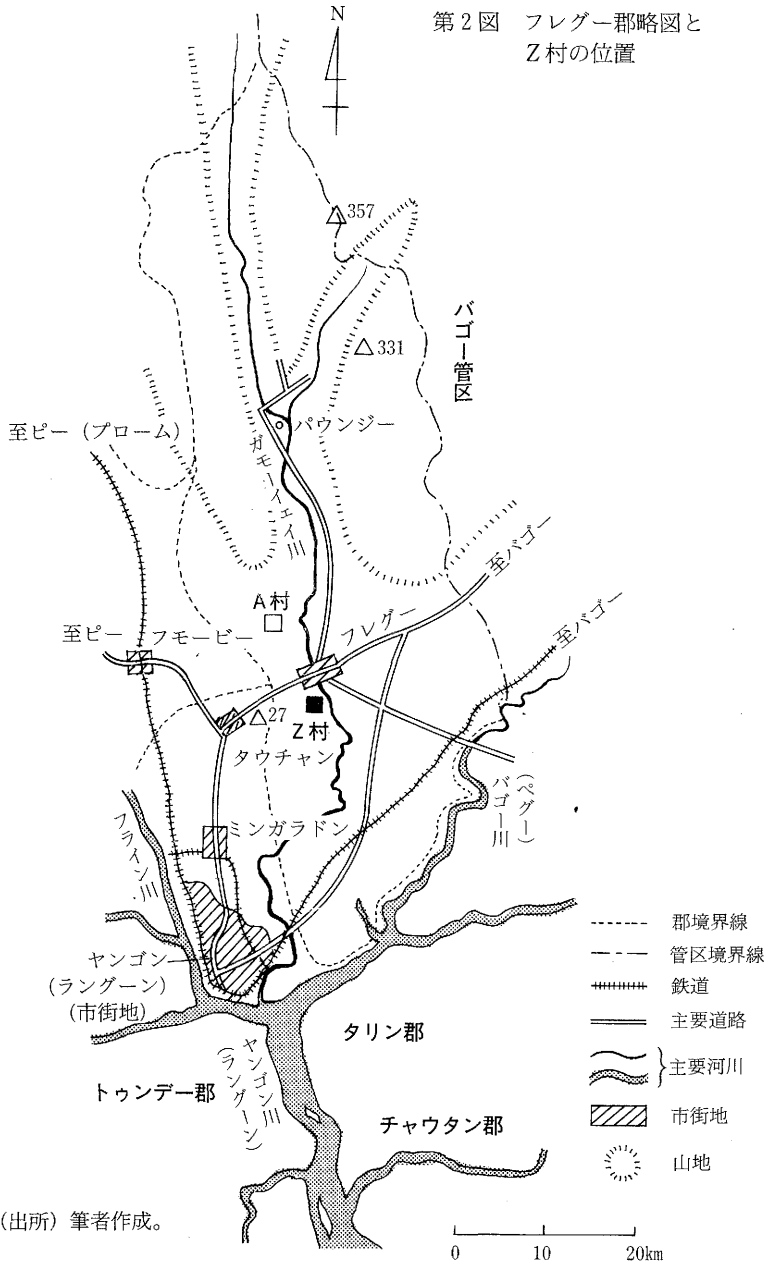 第2図 フレグー郡略図と
Z村の位置
N
357
331
バゴー管区
至ピー(プローム)
パウンジー
ガモーイェイ川
至バゴー
A村
フレグー
至バゴー
至ピー
フモービー
27
Z村
タウチャン
(ペグー)
バゴー川
フライン川
ミンガラドン
ヤンゴン
(ラングーン)
(市街地)
ヤンゴン川
(ラングーン)
タリン郡
トゥンデー郡
チャウタン郡
郡境界線
管区境界線
鉄道
主要道路
主要河川
市街地
山地
(出所) 筆者作成。
0 10 20km